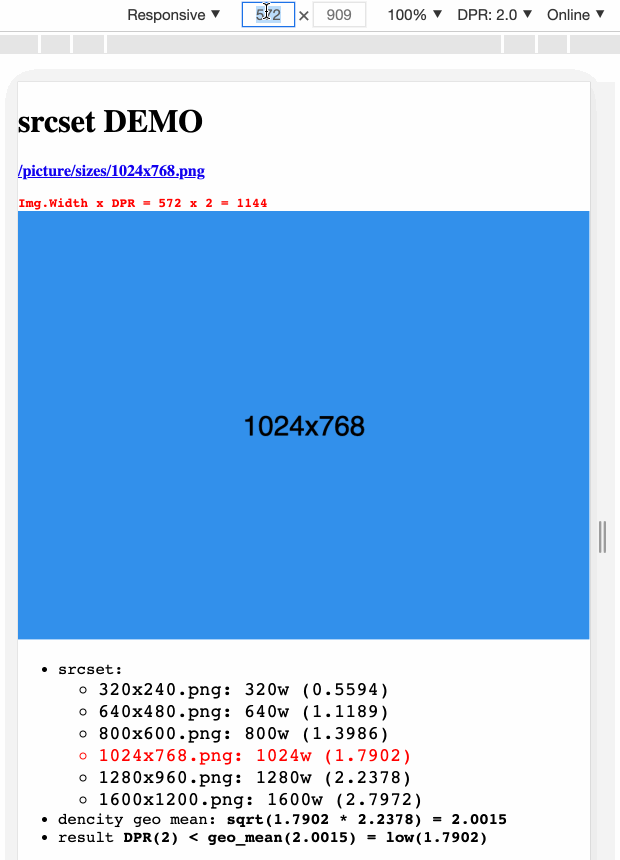 Responsive ▼ 572 × 909 100% ▼ DPR: 2.0 ▼ Online ▼
srcset DEMO
/picture/sizes/1024x768.png
Img.Width x DPR = 572 x 2 = 1144
1024x768
srcset:
320x240.png: 320w (0.5594)
640x480.png: 640w (1.1189)
800x600.png: 800w (1.3986)
1024x768.png: 1024w (1.7902)
1280x960.png: 1280w (2.2378)
1600x1200.png: 1600w (2.7972)
dencity geo mean: sqrt(1.7902 * 2.2378) = 2.0015
result DPR(2) < geo_mean(2.0015) = low(1.7902)